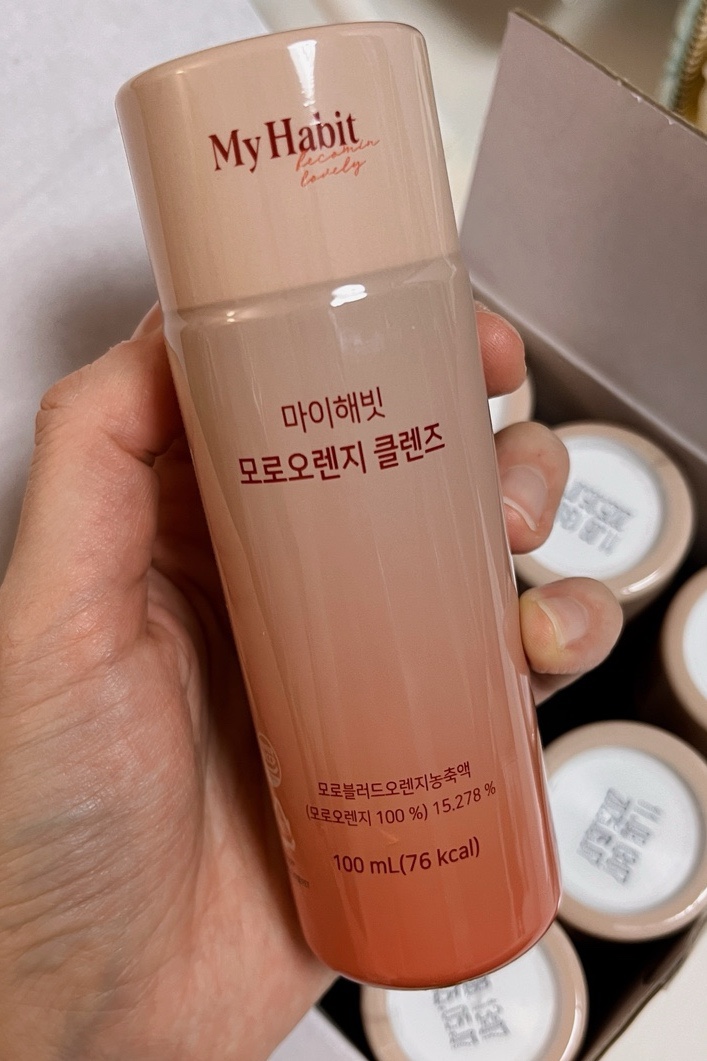 My Habit
becomin
lovely
마이해빗
모로오렌지 클렌즈
모로블러드오렌지농축액
(모로오렌지 100 %) 15.278 %
100 mL(76 kcal)